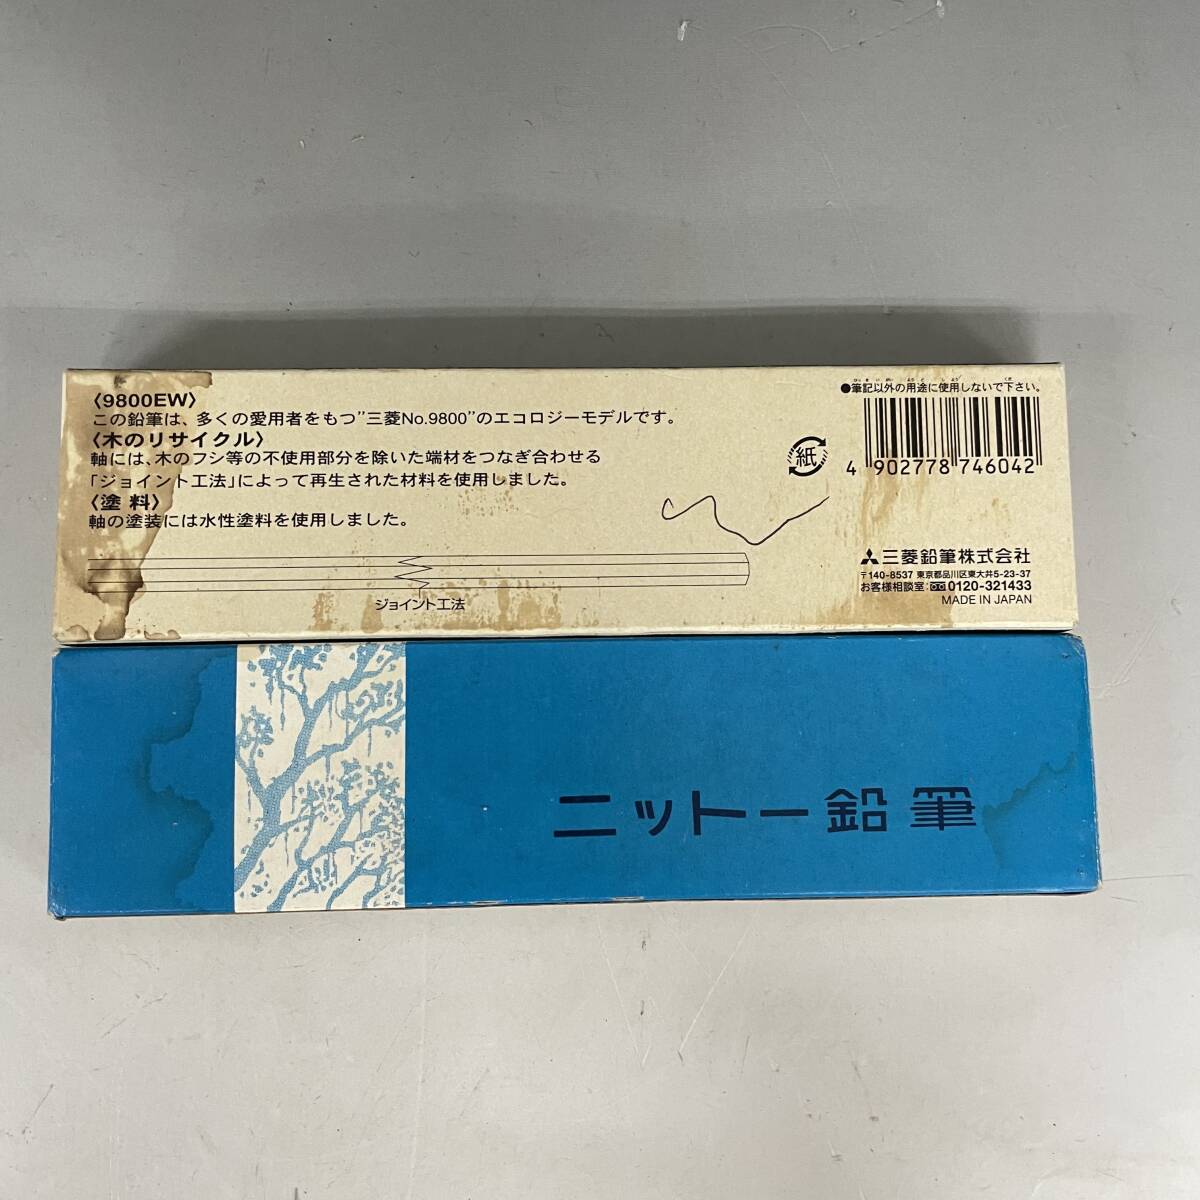 〈9800EW〉
この鉛筆は、多くの愛用者をもつ”三菱No.9800”のエコロジーモデルです。
〈木のリサイクル〉
軸には、木のフシ等の不使用部分を除いた端材をつなぎ合わせる
「ジョイント工法」によって再生された材料を使用しました。
〈塗 料〉
軸の塗装には水性塗料を使用しました。
ジョイント工法
●筆記以外の用途に使用しないで下さい。
紙
4 902778 746042
三菱鉛筆株式会社
〒140-8537 東京都品川区東大井5-23-37
お客様相談室:0120-321433
MADE IN JAPAN
ニットー鉛筆